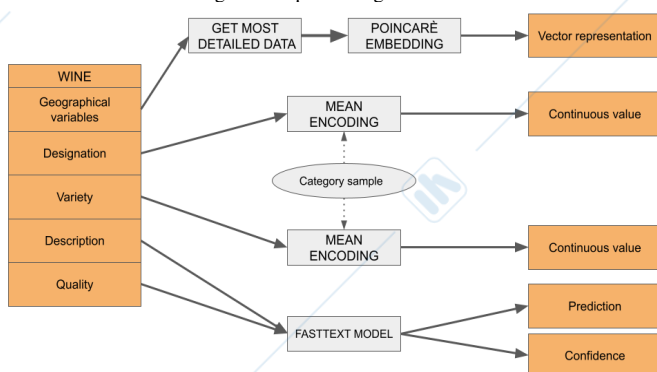 GET MOST
DETAILED DATA
POINCARÈ
EMBEDDING
Vector representation
WINE
Geographical
variables
Designation
Variety
Description
Quality
MEAN
ENCODING
Continuous value
Category sample
MEAN
ENCODING
Continuous value
FASTTEXT MODEL
Prediction
Confidence